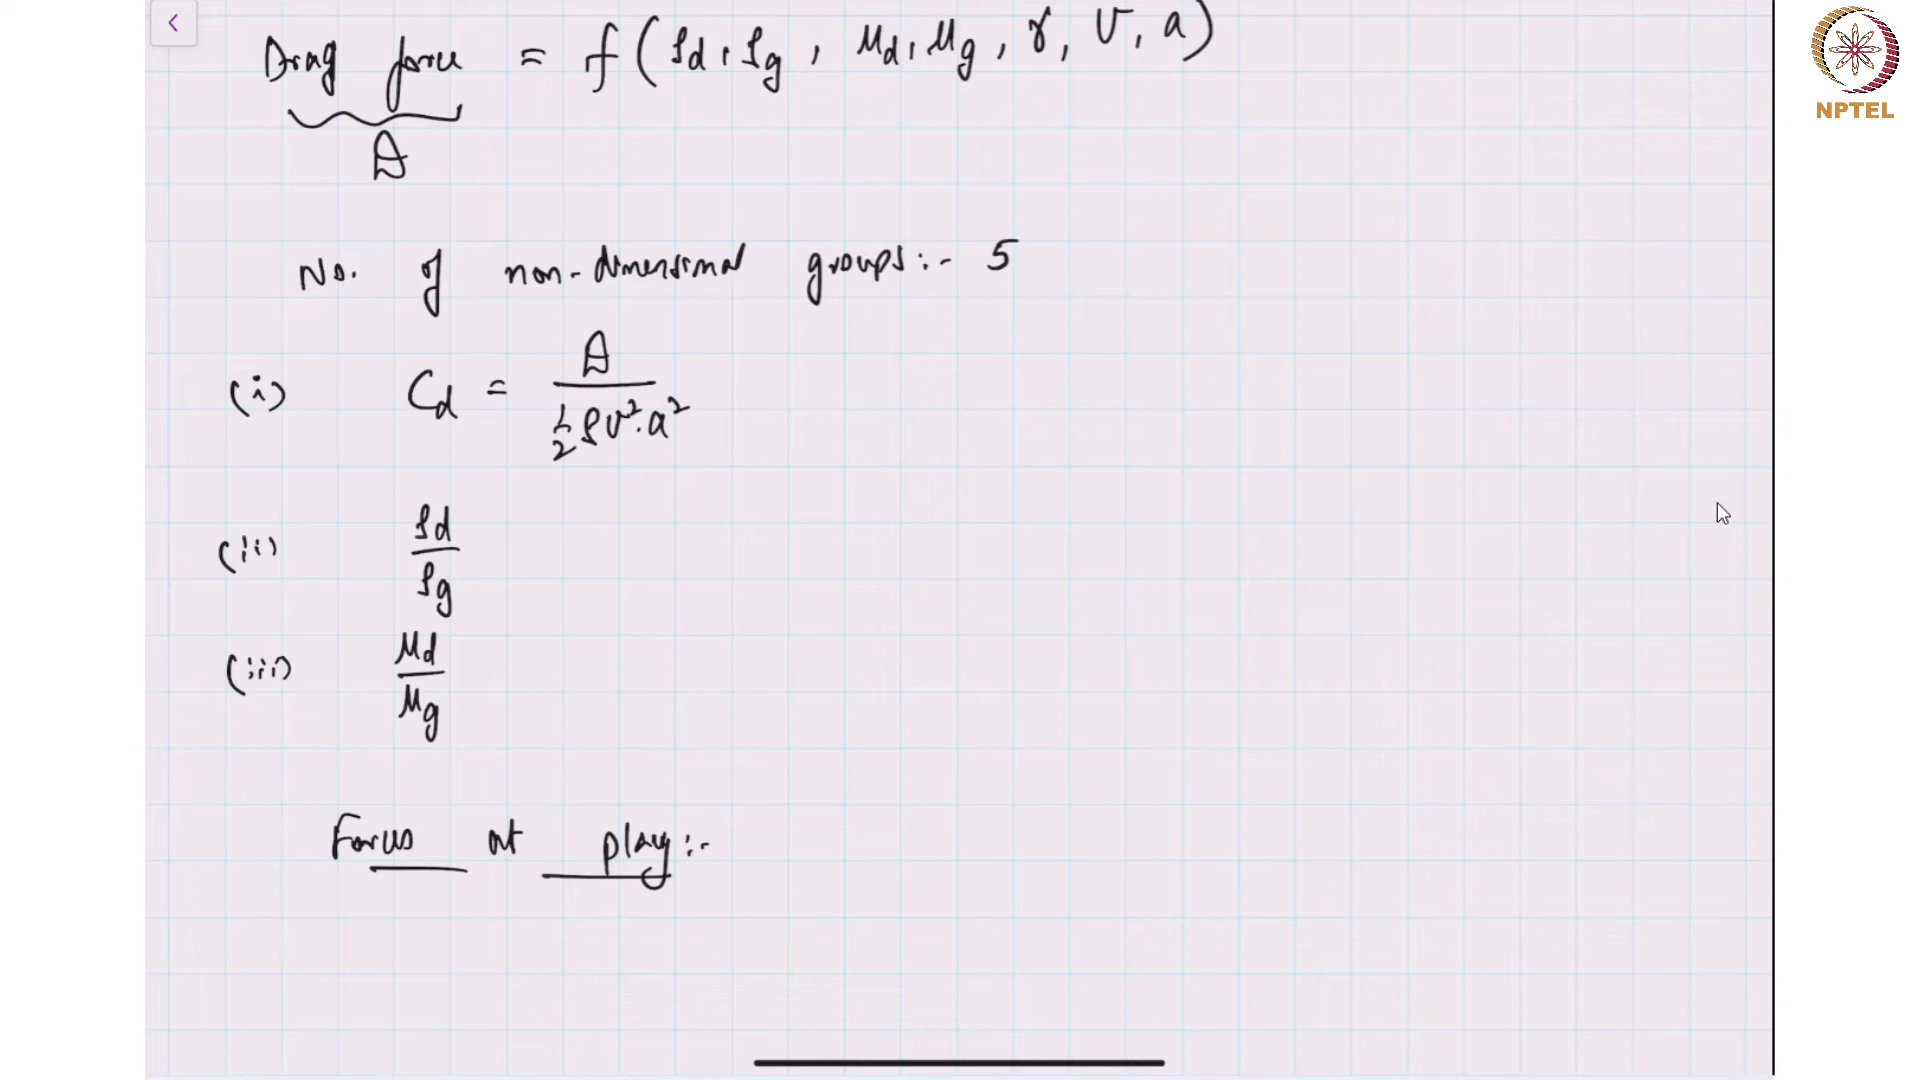 Drag force = f(ρd, ρg, μd, μg, γ, U, a)
D
No. of non-dimensional groups:- 5
(i) Cd = D / ½ρU².a²
(ii) ρd / ρg
(iii) μd / μg
Forces at play:-
NPTEL